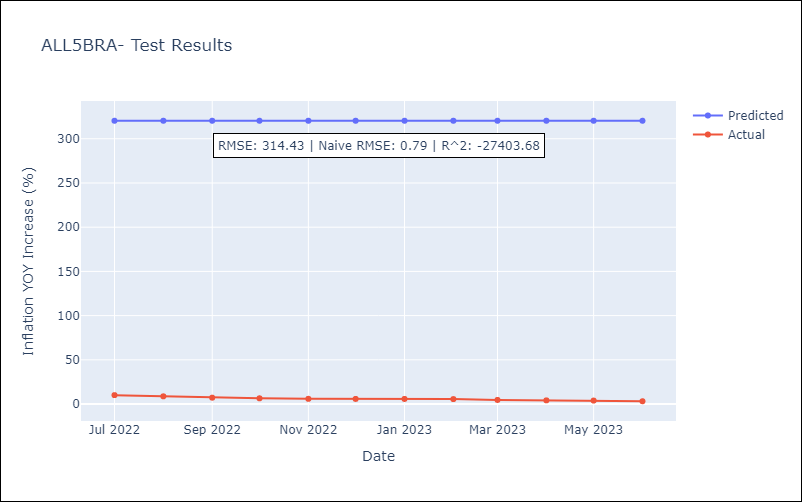 ALL5BRA- Test Results
Predicted
Actual
RMSE: 314.43 | Naive RMSE: 0.79 | R^2: -27403.68
Inflation YOY Increase (%)
300
250
200
150
100
50
0
Jul 2022
Sep 2022
Nov 2022
Jan 2023
Mar 2023
May 2023
Date